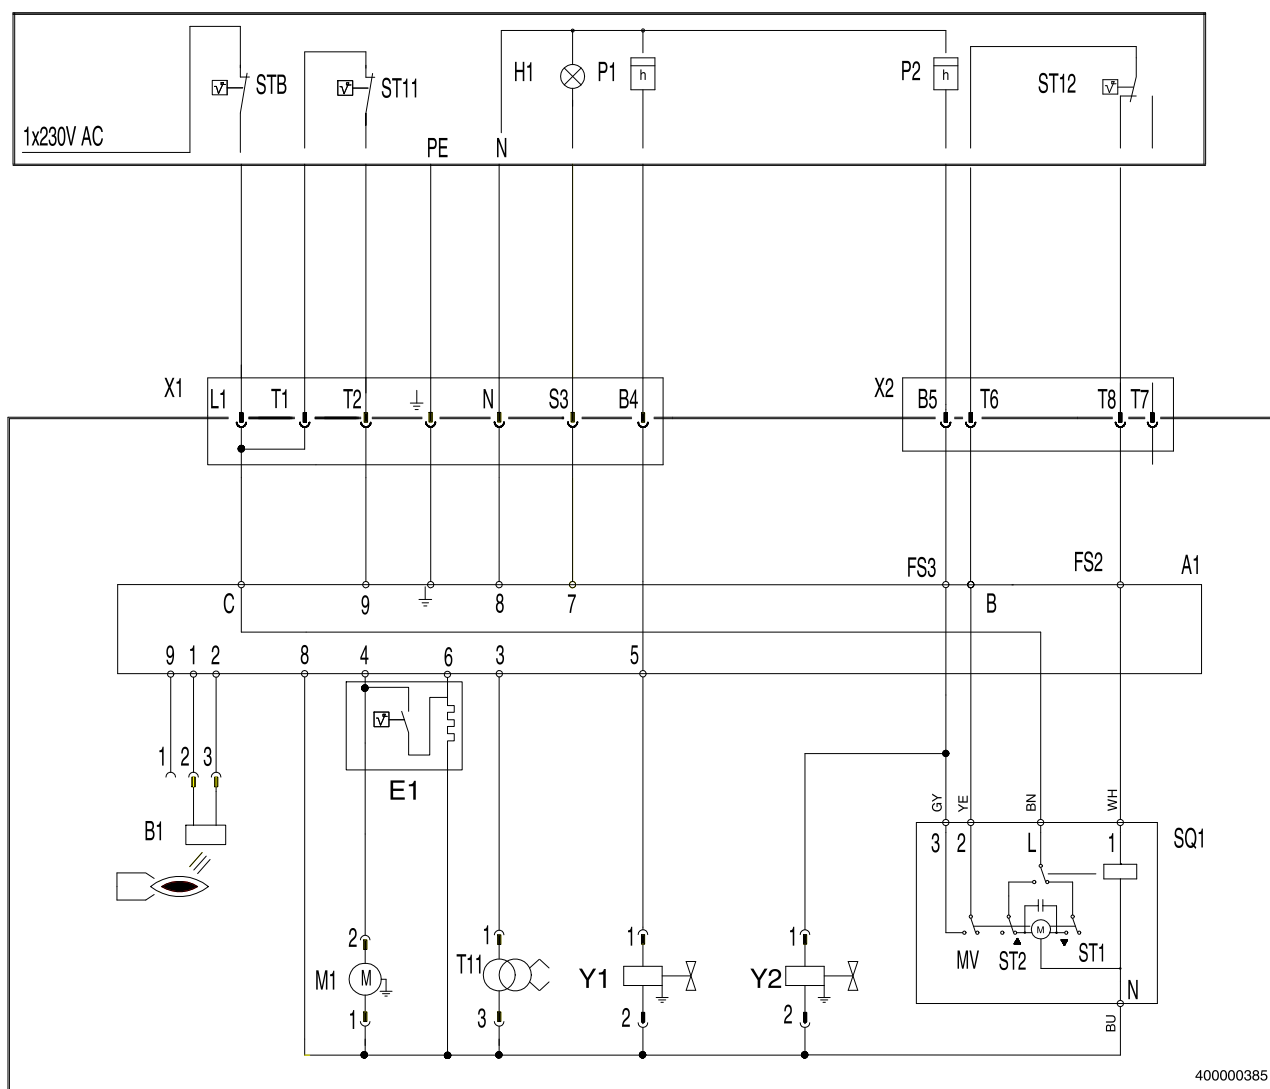 STB
ST11
H1
P1
h
P2
h
ST12
1x230V AC
PE
N
X1
L1
T1
T2
N
S3
B4
X2
B5
T6
T8
T7
FS3
FS2
A1
C
9
8
7
B
9
1
2
8
4
6
3
5
1
2
3
E1
GY
YE
BN
WH
B1
3
2
L
1
SQ1
2
1
1
1
M
MV
ST2
ST1
M1
M
T11
Y1
Y2
N
1
3
2
2
BU
400000385